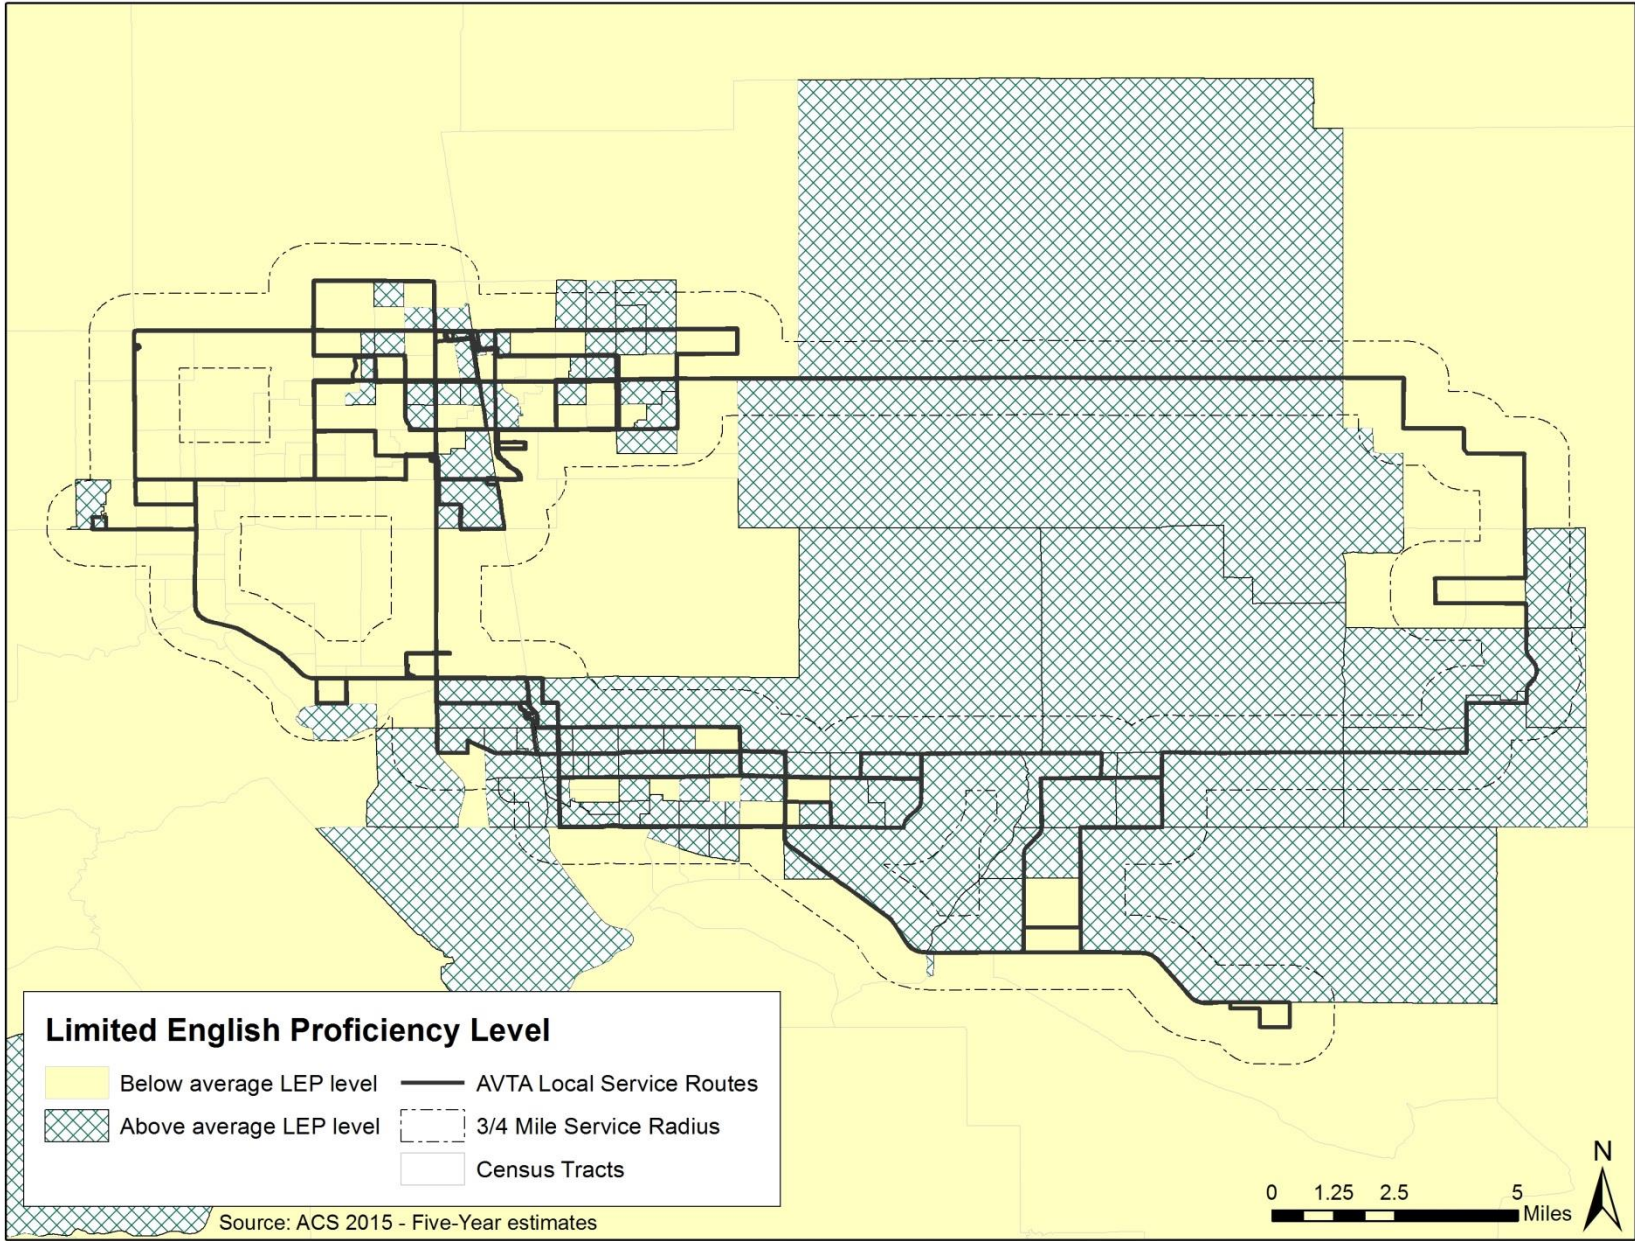 Limited English Proficiency Level
Below average LEP level
AVTA Local Service Routes
Above average LEP level
3/4 Mile Service Radius
Census Tracts
Source: ACS 2015 - Five-Year estimates
N
0 1.25 2.5 5
Miles